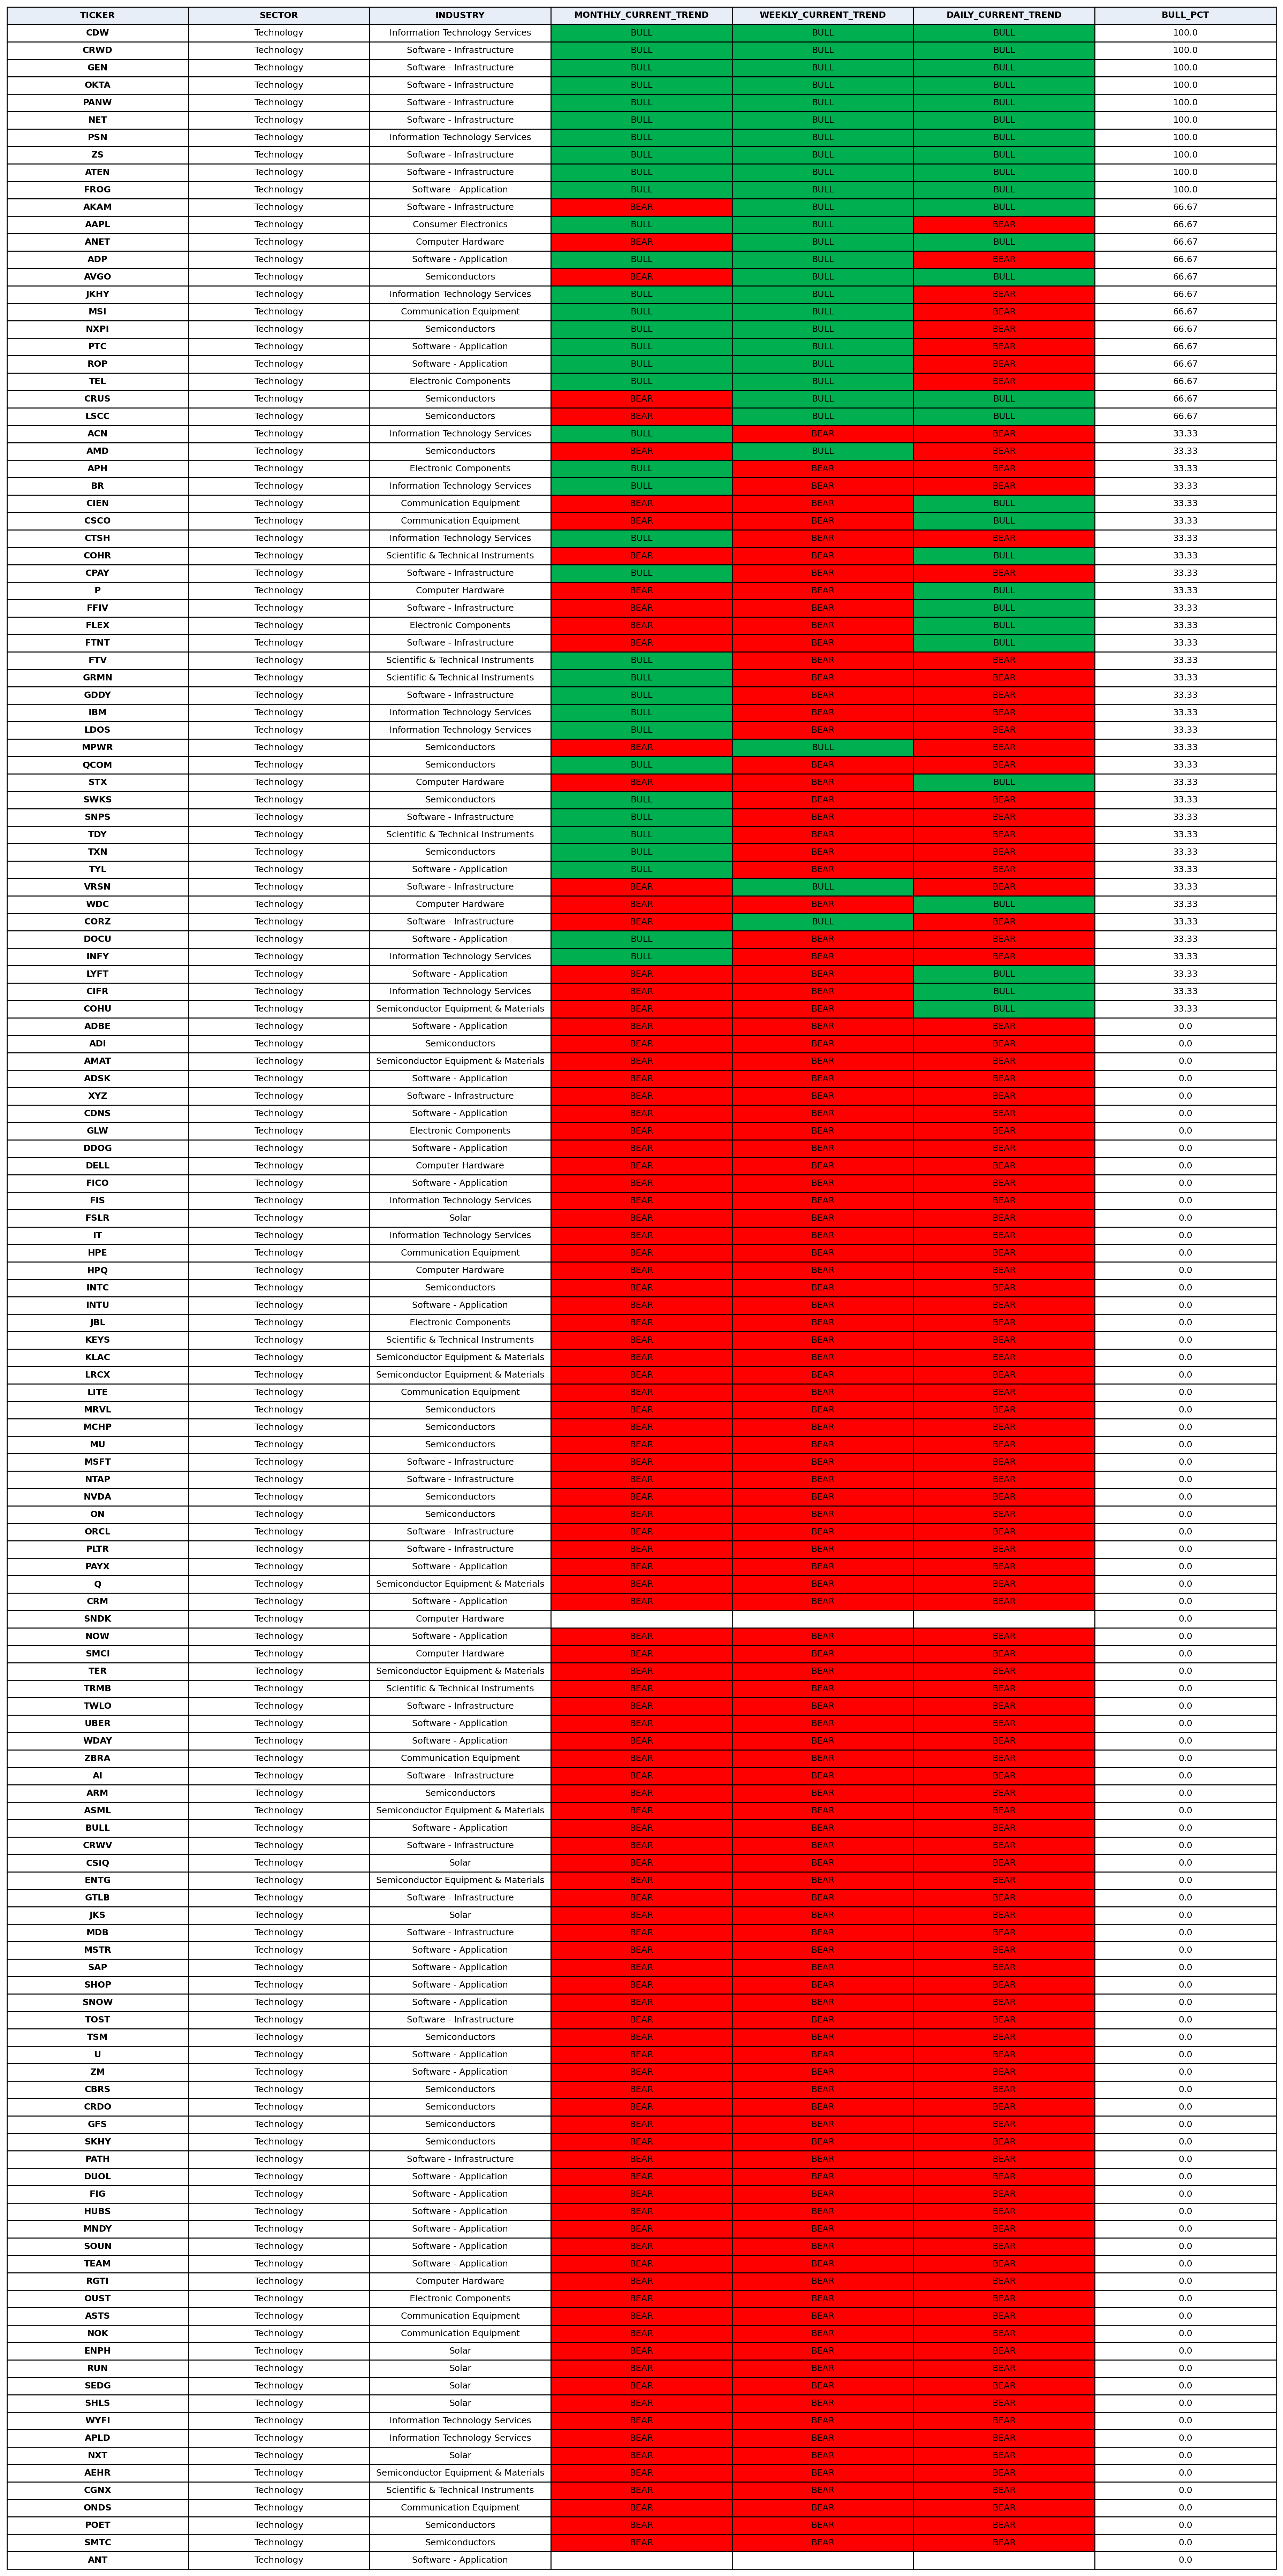 TICKER SECTOR INDUSTRY MONTHLY_CURRENT_TREND WEEKLY_CURRENT_TREND DAILY_CURRENT_TREND BULL_PCT
CDW Technology Information Technology Services BULL BULL BULL 100.0
CRWD Technology Software - Infrastructure BULL BULL BULL 100.0
GEN Technology Software - Infrastructure BULL BULL BULL 100.0
OKTA Technology Software - Infrastructure BULL BULL BULL 100.0
PANW Technology Software - Infrastructure BULL BULL BULL 100.0
NET Technology Software - Infrastructure BULL BULL BULL 100.0
PSN Technology Information Technology Services BULL BULL BULL 100.0
ZS Technology Software - Infrastructure BULL BULL BULL 100.0
ATEN Technology Software - Infrastructure BULL BULL BULL 100.0
FROG Technology Software - Application BULL BULL BULL 100.0
AKAM Technology Software - Infrastructure BEAR BULL BULL 66.67
AAPL Technology Consumer Electronics BULL BULL BEAR 66.67
ANET Technology Computer Hardware BEAR BULL BULL 66.67
ADP Technology Software - Application BULL BULL BEAR 66.67
AVGO Technology Semiconductors BEAR BULL BULL 66.67
JKHY Technology Information Technology Services BULL BULL BEAR 66.67
MSI Technology Communication Equipment BULL BULL BEAR 66.67
NXPI Technology Semiconductors BULL BULL BEAR 66.67
PTC Technology Software - Application BULL BULL BEAR 66.67
ROP Technology Software - Application BULL BULL BEAR 66.67
TEL Technology Electronic Components BULL BULL BEAR 66.67
CRUS Technology Semiconductors BEAR BULL BULL 66.67
LSCC Technology Semiconductors BEAR BULL BULL 66.67
ACN Technology Information Technology Services BULL BEAR BEAR 33.33
AMD Technology Semiconductors BEAR BULL BEAR 33.33
APH Technology Electronic Components BULL BEAR BEAR 33.33
BR Technology Information Technology Services BULL BEAR BEAR 33.33
CIEN Technology Communication Equipment BEAR BEAR BULL 33.33
CSCO Technology Communication Equipment BEAR BEAR BULL 33.33
CTSH Technology Information Technology Services BULL BEAR BEAR 33.33
COHR Technology Scientific & Technical Instruments BEAR BEAR BULL 33.33
CPAY Technology Software - Infrastructure BULL BEAR BEAR 33.33
P Technology Computer Hardware BEAR BEAR BULL 33.33
FFIV Technology Software - Infrastructure BEAR BEAR BULL 33.33
FLEX Technology Electronic Components BEAR BEAR BULL 33.33
FTNT Technology Software - Infrastructure BEAR BEAR BULL 33.33
FTV Technology Scientific & Technical Instruments BULL BEAR BEAR 33.33
GRMN Technology Scientific & Technical Instruments BULL BEAR BEAR 33.33
GDDY Technology Software - Infrastructure BULL BEAR BEAR 33.33
IBM Technology Information Technology Services BULL BEAR BEAR 33.33
LDOS Technology Information Technology Services BULL BEAR BEAR 33.33
MPWR Technology Semiconductors BEAR BULL BEAR 33.33
QCOM Technology Semiconductors BULL BEAR BEAR 33.33
STX Technology Computer Hardware BEAR BEAR BULL 33.33
SWKS Technology Semiconductors BULL BEAR BEAR 33.33
SNPS Technology Software - Infrastructure BULL BEAR BEAR 33.33
TDY Technology Scientific & Technical Instruments BULL BEAR BEAR 33.33
TXN Technology Semiconductors BULL BEAR BEAR 33.33
TYL Technology Software - Application BULL BEAR BEAR 33.33
VRSN Technology Software - Infrastructure BEAR BULL BEAR 33.33
WDC Technology Computer Hardware BEAR BEAR BULL 33.33
CORZ Technology Software - Infrastructure BEAR BULL BEAR 33.33
DOCU Technology Software - Application BULL BEAR BEAR 33.33
INFY Technology Information Technology Services BULL BEAR BEAR 33.33
LYFT Technology Software - Application BEAR BEAR BULL 33.33
CIFR Technology Information Technology Services BEAR BEAR BULL 33.33
COHU Technology Semiconductor Equipment & Materials BEAR BEAR BULL 33.33
ADBE Technology Software - Application BEAR BEAR BEAR 0.0
ADI Technology Semiconductors BEAR BEAR BEAR 0.0
AMAT Technology Semiconductor Equipment & Materials BEAR BEAR BEAR 0.0
ADSK Technology Software - Application BEAR BEAR BEAR 0.0
XYZ Technology Software - Infrastructure BEAR BEAR BEAR 0.0
CDNS Technology Software - Application BEAR BEAR BEAR 0.0
GLW Technology Electronic Components BEAR BEAR BEAR 0.0
DDOG Technology Software - Application BEAR BEAR BEAR 0.0
DELL Technology Computer Hardware BEAR BEAR BEAR 0.0
FICO Technology Software - Application BEAR BEAR BEAR 0.0
FIS Technology Information Technology Services BEAR BEAR BEAR 0.0
FSLR Technology Solar BEAR BEAR BEAR 0.0
IT Technology Information Technology Services BEAR BEAR BEAR 0.0
HPE Technology Communication Equipment BEAR BEAR BEAR 0.0
HPQ Technology Computer Hardware BEAR BEAR BEAR 0.0
INTC Technology Semiconductors BEAR BEAR BEAR 0.0
INTU Technology Software - Application BEAR BEAR BEAR 0.0
JBL Technology Electronic Components BEAR BEAR BEAR 0.0
KEYS Technology Scientific & Technical Instruments BEAR BEAR BEAR 0.0
KLAC Technology Semiconductor Equipment & Materials BEAR BEAR BEAR 0.0
LRCX Technology Semiconductor Equipment & Materials BEAR BEAR BEAR 0.0
LITE Technology Communication Equipment BEAR BEAR BEAR 0.0
MRVL Technology Semiconductors BEAR BEAR BEAR 0.0
MCHP Technology Semiconductors BEAR BEAR BEAR 0.0
MU Technology Semiconductors BEAR BEAR BEAR 0.0
MSFT Technology Software - Infrastructure BEAR BEAR BEAR 0.0
NTAP Technology Software - Infrastructure BEAR BEAR BEAR 0.0
NVDA Technology Semiconductors BEAR BEAR BEAR 0.0
ON Technology Semiconductors BEAR BEAR BEAR 0.0
ORCL Technology Software - Infrastructure BEAR BEAR BEAR 0.0
PLTR Technology Software - Infrastructure BEAR BEAR BEAR 0.0
PAYX Technology Software - Application BEAR BEAR BEAR 0.0
Q Technology Semiconductor Equipment & Materials BEAR BEAR BEAR 0.0
CRM Technology Software - Application BEAR BEAR BEAR 0.0
SNDK Technology Computer Hardware 0.0
NOW Technology Software - Application BEAR BEAR BEAR 0.0
SMCI Technology Computer Hardware BEAR BEAR BEAR 0.0
TER Technology Semiconductor Equipment & Materials BEAR BEAR BEAR 0.0
TRMB Technology Scientific & Technical Instruments BEAR BEAR BEAR 0.0
TWLO Technology Software - Infrastructure BEAR BEAR BEAR 0.0
UBER Technology Software - Application BEAR BEAR BEAR 0.0
WDAY Technology Software - Application BEAR BEAR BEAR 0.0
ZBRA Technology Communication Equipment BEAR BEAR BEAR 0.0
AI Technology Software - Infrastructure BEAR BEAR BEAR 0.0
ARM Technology Semiconductors BEAR BEAR BEAR 0.0
ASML Technology Semiconductor Equipment & Materials BEAR BEAR BEAR 0.0
BULL Technology Software - Application BEAR BEAR BEAR 0.0
CRWV Technology Software - Infrastructure BEAR BEAR BEAR 0.0
CSIQ Technology Solar BEAR BEAR BEAR 0.0
ENTG Technology Semiconductor Equipment & Materials BEAR BEAR BEAR 0.0
GTLB Technology Software - Infrastructure BEAR BEAR BEAR 0.0
JKS Technology Solar BEAR BEAR BEAR 0.0
MDB Technology Software - Infrastructure BEAR BEAR BEAR 0.0
MSTR Technology Software - Application BEAR BEAR BEAR 0.0
SAP Technology Software - Application BEAR BEAR BEAR 0.0
SHOP Technology Software - Application BEAR BEAR BEAR 0.0
SNOW Technology Software - Application BEAR BEAR BEAR 0.0
TOST Technology Software - Infrastructure BEAR BEAR BEAR 0.0
TSM Technology Semiconductors BEAR BEAR BEAR 0.0
U Technology Software - Application BEAR BEAR BEAR 0.0
ZM Technology Software - Application BEAR BEAR BEAR 0.0
CBRS Technology Semiconductors BEAR BEAR BEAR 0.0
CRDO Technology Semiconductors BEAR BEAR BEAR 0.0
GFS Technology Semiconductors BEAR BEAR BEAR 0.0
SKHY Technology Semiconductors BEAR BEAR BEAR 0.0
PATH Technology Software - Infrastructure BEAR BEAR BEAR 0.0
DUOL Technology Software - Application BEAR BEAR BEAR 0.0
FIG Technology Software - Application BEAR BEAR BEAR 0.0
HUBS Technology Software - Application BEAR BEAR BEAR 0.0
MNDY Technology Software - Application BEAR BEAR BEAR 0.0
SOUN Technology Software - Application BEAR BEAR BEAR 0.0
TEAM Technology Software - Application BEAR BEAR BEAR 0.0
RGTI Technology Computer Hardware BEAR BEAR BEAR 0.0
OUST Technology Electronic Components BEAR BEAR BEAR 0.0
ASTS Technology Communication Equipment BEAR BEAR BEAR 0.0
NOK Technology Communication Equipment BEAR BEAR BEAR 0.0
ENPH Technology Solar BEAR BEAR BEAR 0.0
RUN Technology Solar BEAR BEAR BEAR 0.0
SEDG Technology Solar BEAR BEAR BEAR 0.0
SHLS Technology Solar BEAR BEAR BEAR 0.0
WYFI Technology Information Technology Services BEAR BEAR BEAR 0.0
APLD Technology Information Technology Services BEAR BEAR BEAR 0.0
NXT Technology Solar BEAR BEAR BEAR 0.0
AEHR Technology Semiconductor Equipment & Materials BEAR BEAR BEAR 0.0
CGNX Technology Scientific & Technical Instruments BEAR BEAR BEAR 0.0
ONDS Technology Communication Equipment BEAR BEAR BEAR 0.0
POET Technology Semiconductors BEAR BEAR BEAR 0.0
SMTC Technology Semiconductors BEAR BEAR BEAR 0.0
ANT Technology Software - Application 0.0